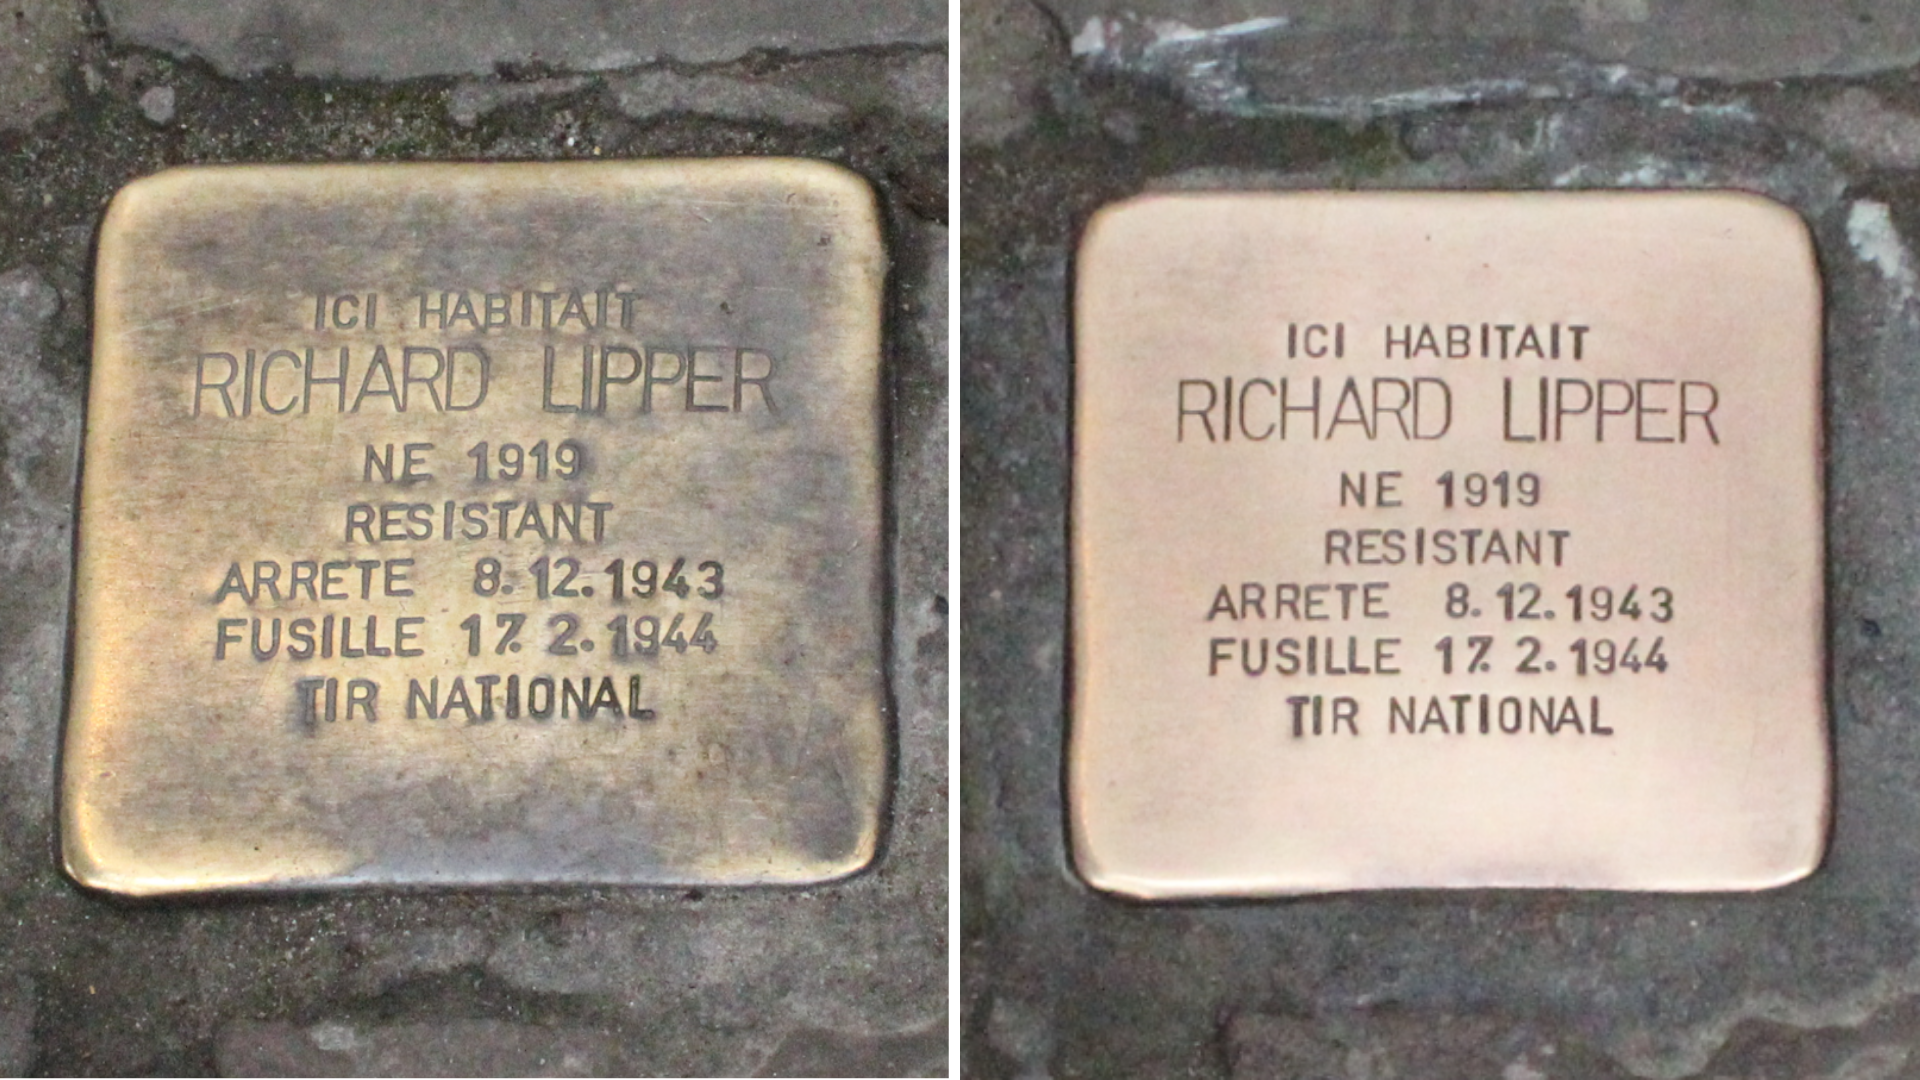 ICI HABITAIT
RICHARD LIPPER
NE 1919
RESISTANT
ARRETE 8.12.1943
FUSILLE 17. 2.1944
TIR NATIONAL
ICI HABITAIT
RICHARD LIPPER
NE 1919
RESISTANT
ARRETE 8.12.1943
FUSILLE 17. 2.1944
TIR NATIONAL